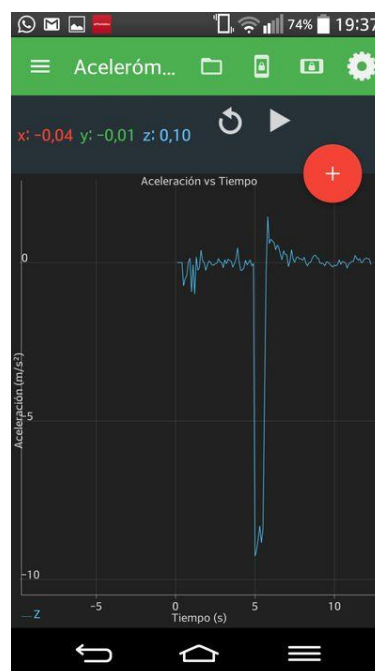 74% 19:37
Aceleróm...
x: -0,04 y: -0,01 z: 0,10
+
Aceleración vs Tiempo
0
Aceleración (m/s²)
-5
-10
-5 0 5 10
Z
Tiempo (s)